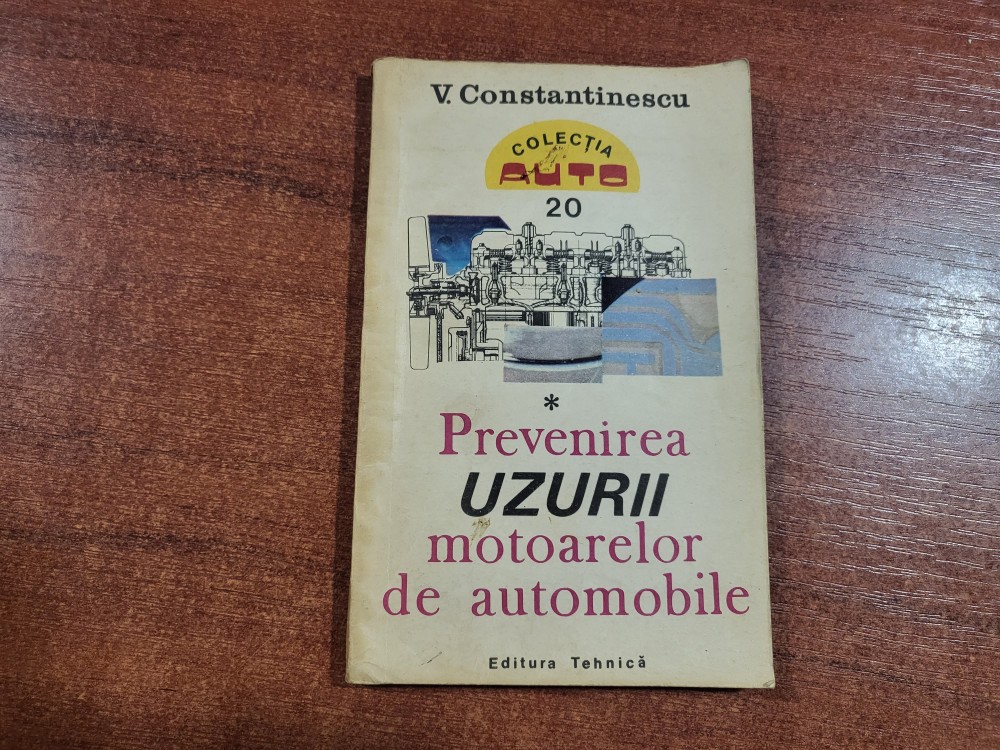 V. Constantinescu
COLECȚIA
AUTO
20
*
Prevenirea
UZURII
motoarelor
de automobile
Editura Tehnică